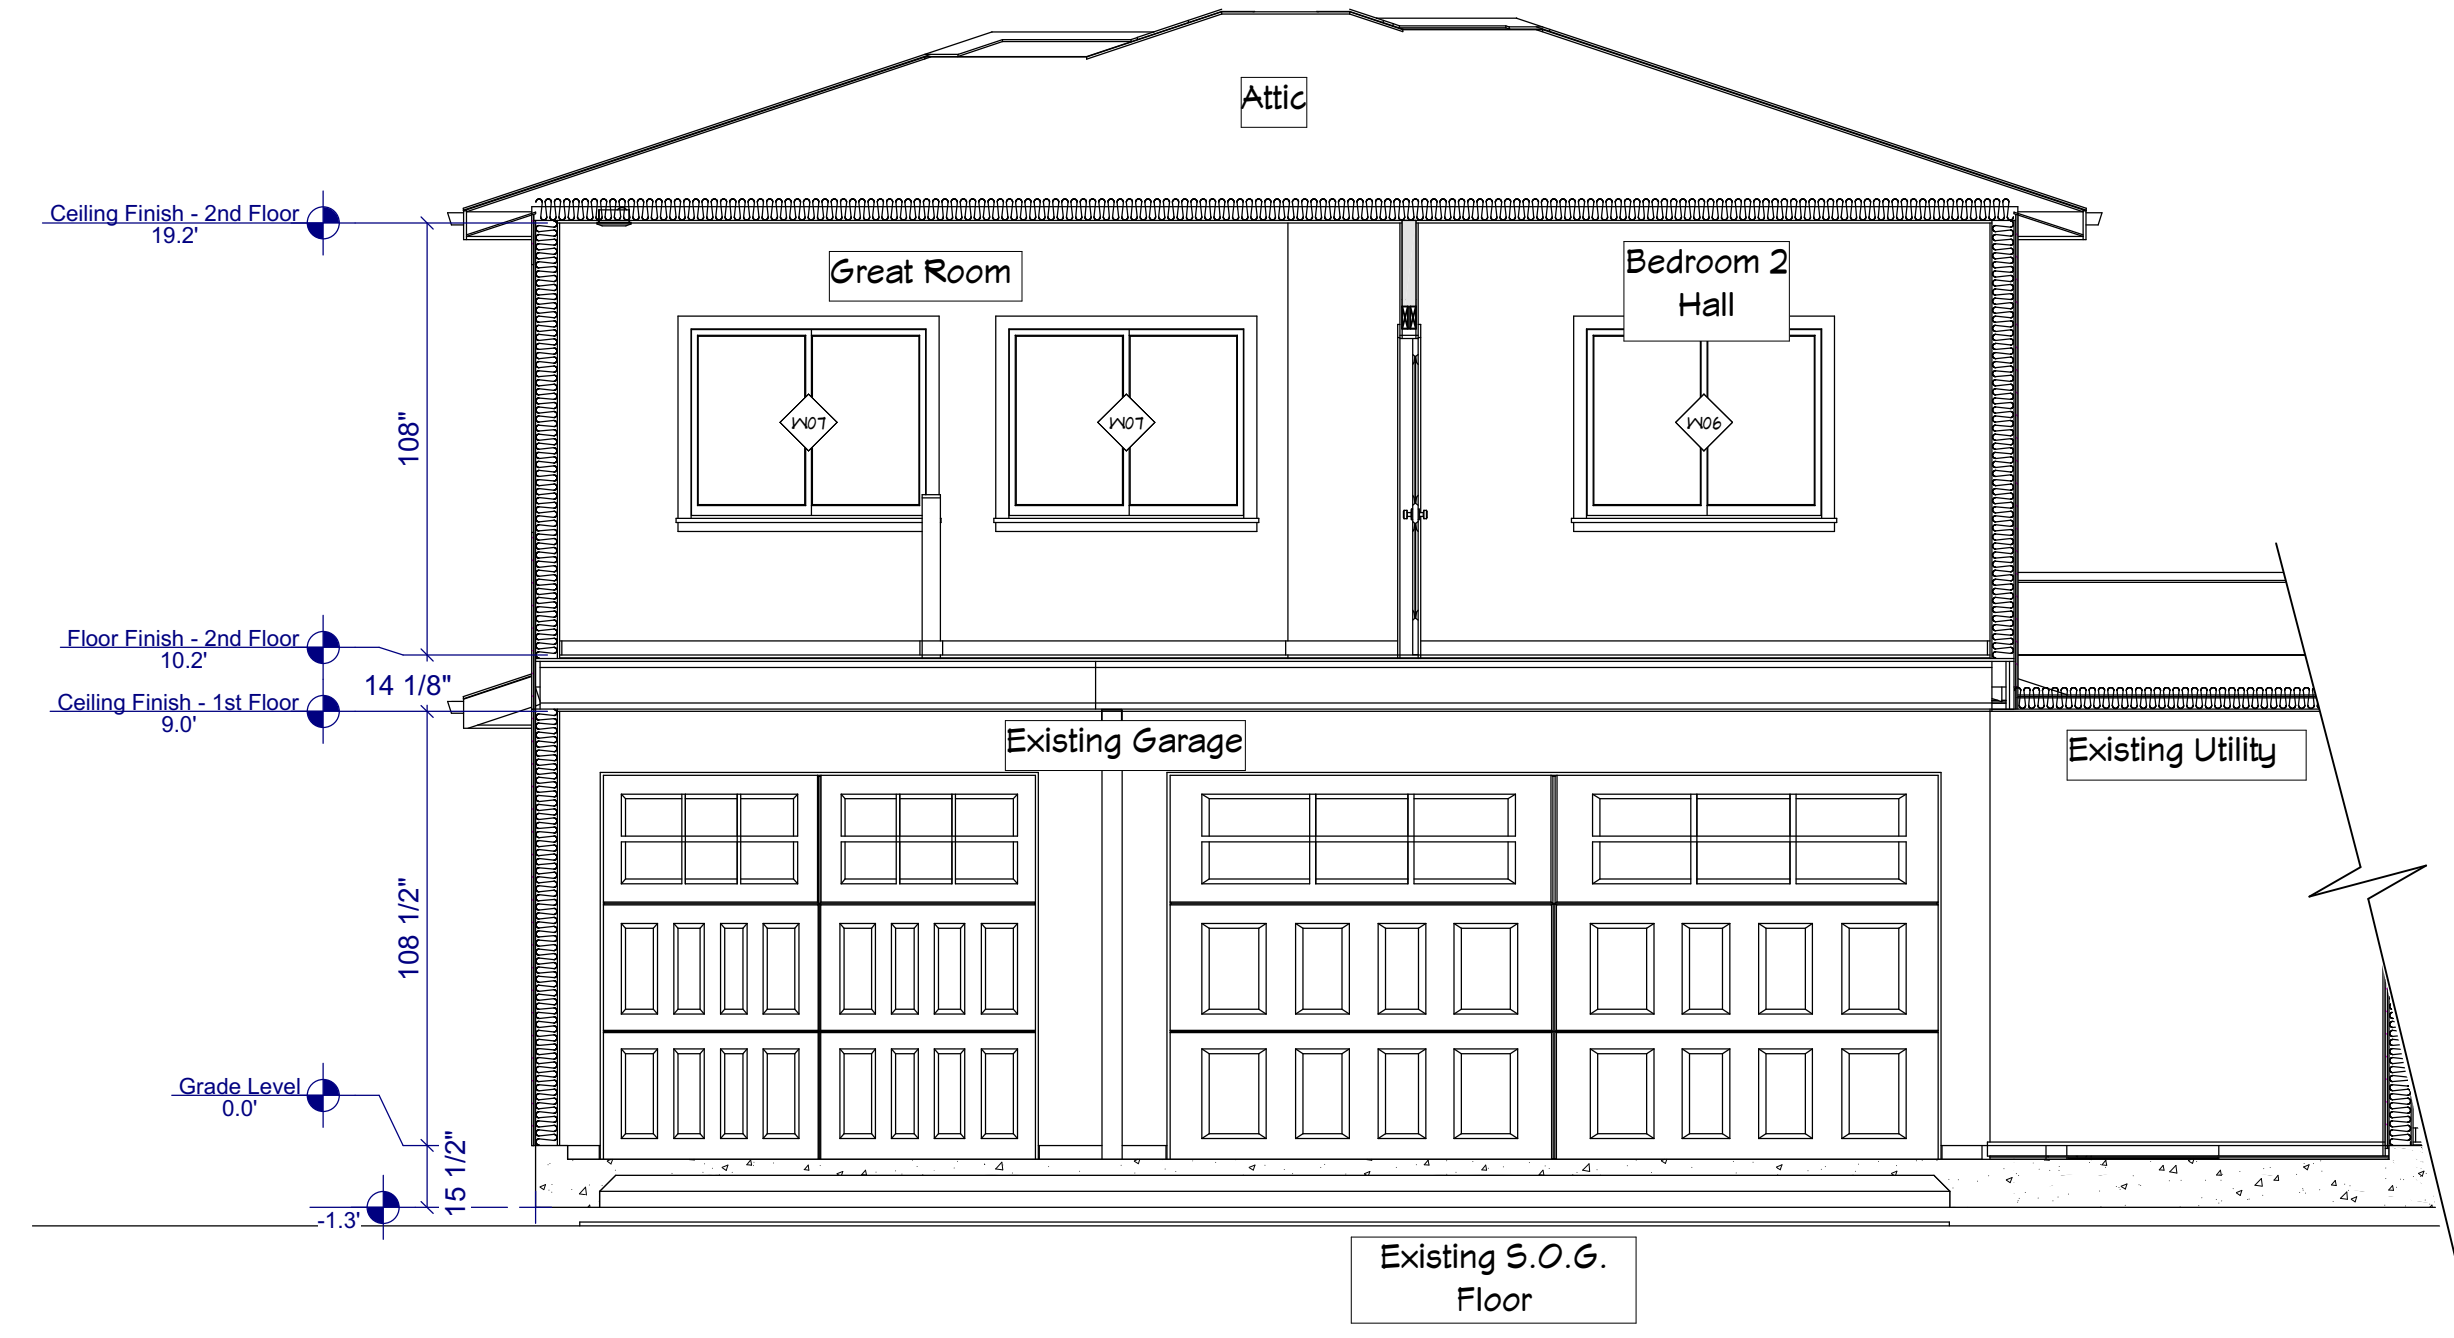 Attic
Ceiling Finish - 2nd Floor
19.2'
Great Room
Bedroom 2
Hall
108"
W07
W07
W06
Floor Finish - 2nd Floor
10.2'
14 1/8"
Ceiling Finish - 1st Floor
9.0'
Existing Garage
Existing Utility
108 1/2"
Grade Level
0.0'
15 1/2"
-1.3'
Existing S.O.G.
Floor